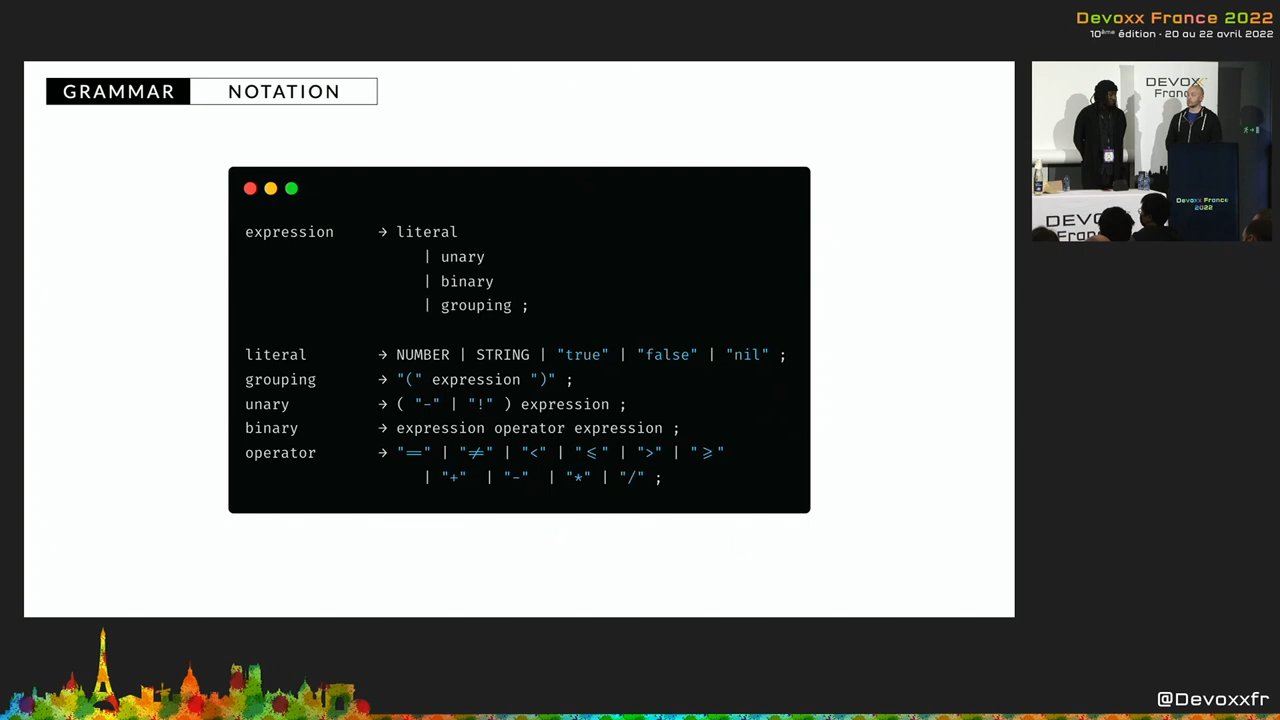 Devoxx France 2022
10ème édition · 20 au 22 avril 2022
GRAMMAR NOTATION
expression → literal
| unary
| binary
| grouping ;
literal → NUMBER | STRING | "true" | "false" | "nil" ;
grouping → "(" expression ")" ;
unary → ( "-" | "!" ) expression ;
binary → expression operator expression ;
operator → "==" | "≠" | "<" | "≤" | ">" | "≥"
| "+" | "-" | "*" | "/" ;
DEVOXX
France
Devoxx France
2022
DEVO
France
@Devoxxfr